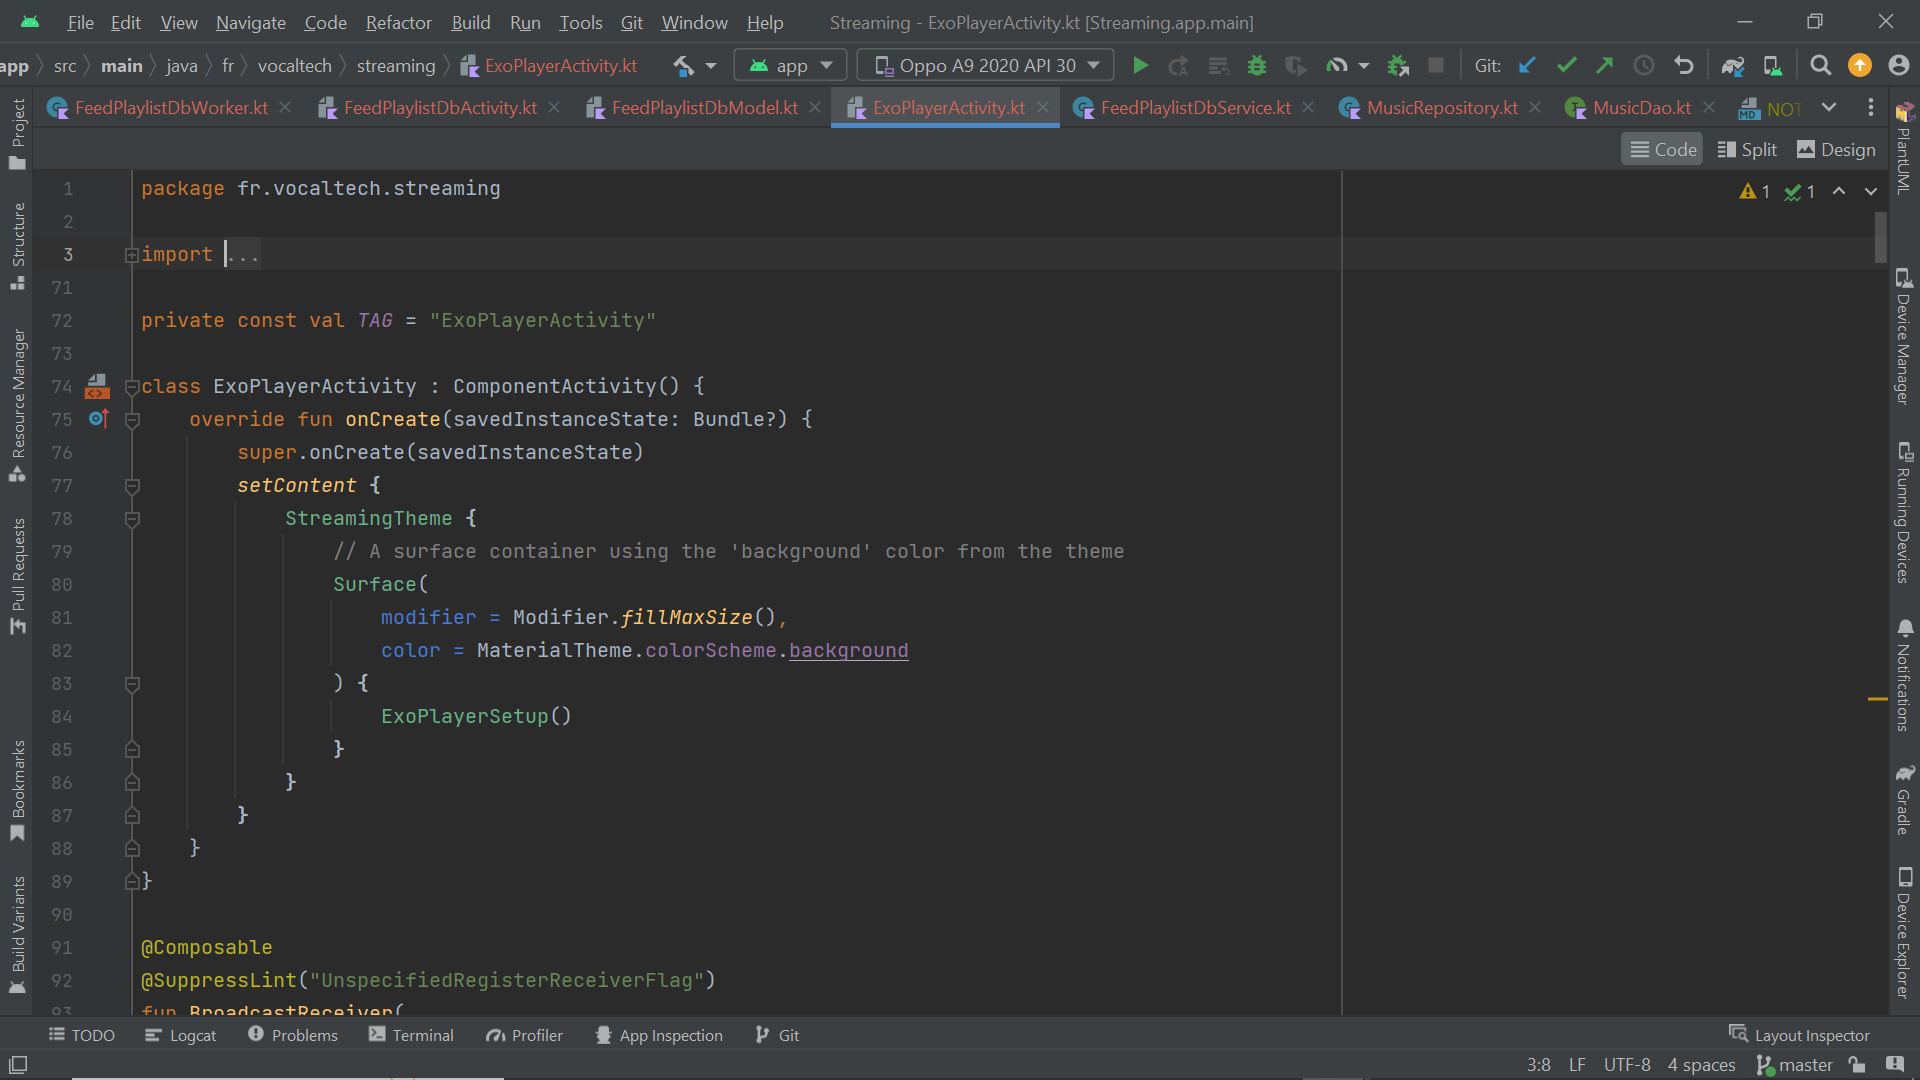 File Edit View Navigate Code Refactor Build Run Tools Git Window Help Streaming - ExoPlayerActivity.kt [Streaming.app.main]
app src main java fr vocaltech streaming ExoPlayerActivity.kt app Oppo A9 2020 API 30 Git:
FeedPlaylistDbWorker.kt FeedPlaylistDbActivity.kt FeedPlaylistDbModel.kt ExoPlayerActivity.kt FeedPlaylistDbService.kt MusicRepository.kt MusicDao.kt MD NOT
Code Split Design
1 1
1 package fr.vocaltech.streaming
2
3 import ...
71
72 private const val TAG = "ExoPlayerActivity"
73
74 class ExoPlayerActivity : ComponentActivity() {
75 override fun onCreate(savedInstanceState: Bundle?) {
76 super.onCreate(savedInstanceState)
77 setContent {
78 StreamingTheme {
79 // A surface container using the 'background' color from the theme
80 Surface(
81 modifier = Modifier.fillMaxSize(),
82 color = MaterialTheme.colorScheme.background
83 ) {
84 ExoPlayerSetup()
85 }
86 }
87 }
88 }
89 }
90
91 @Composable
92 @SuppressLint("UnspecifiedRegisterReceiverFlag")
93 fun BroadcastReceiver(
Project
Structure
Resource Manager
Pull Requests
Bookmarks
Build Variants
PlantUML
Device Manager
Running Devices
Notifications
Gradle
Device Explorer
TODO Logcat Problems Terminal Profiler App Inspection Git Layout Inspector
3:8 LF UTF-8 4 spaces master